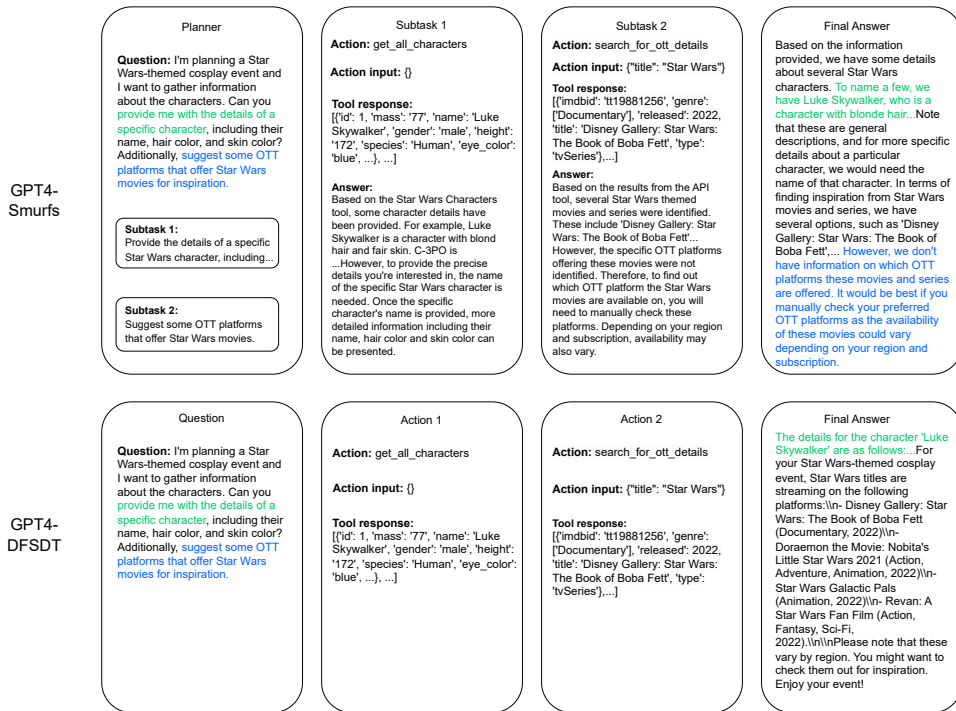 GPT4-
Smurfs
Planner
Question: I'm planning a Star
Wars-themed cosplay event and
I want to gather information
about the characters. Can you
provide me with the details of a
specific character, including their
name, hair color, and skin color?
Additionally, suggest some OTT
platforms that offer Star Wars
movies for inspiration.
Subtask 1:
Provide the details of a specific
Star Wars character, including...
Subtask 2:
Suggest some OTT platforms
that offer Star Wars movies.
Subtask 1
Action: get_all_characters
Action input: {}
Tool response:
[{'id': 1, 'mass': '77', 'name': 'Luke
Skywalker', 'gender': 'male', 'height':
'172', 'species': 'Human', 'eye_color':
'blue', ...}, ...]
Answer:
Based on the Star Wars Characters
tool, some character details have
been provided. For example, Luke
Skywalker is a character with blond
hair and fair skin. C-3PO is
...However, to provide the precise
details you're interested in, the name
of the specific Star Wars character is
needed. Once the specific
character's name is provided, more
detailed information including their
name, hair color and skin color can
be presented.
Subtask 2
Action: search_for_ott_details
Action input: {"title": "Star Wars"}
Tool response:
[{'imdbid': 'tt19881256', 'genre':
['Documentary'], 'released': 2022,
'title': 'Disney Gallery: Star Wars:
The Book of Boba Fett', 'type':
'tvSeries'},...]
Answer:
Based on the results from the API
tool, several Star Wars themed
movies and series were identified.
These include 'Disney Gallery: Star
Wars: The Book of Boba Fett'...
However, the specific OTT platforms
offering these movies were not
identified. Therefore, to find out
which OTT platform the Star Wars
movies are available on, you will
need to manually check these
platforms. Depending on your region
and subscription, availability may
also vary.
Final Answer
Based on the information
provided, we have some details
about several Star Wars
characters. To name a few, we
have Luke Skywalker, who is a
character with blonde hair...Note
that these are general
descriptions, and for more specific
details about a particular
character, we would need the
name of that character. In terms of
finding inspiration from Star Wars
movies and series, we have
several options, such as 'Disney
Gallery: Star Wars: The Book of
Boba Fett',... However, we don't
have information on which OTT
platforms these movies and series
are offered. It would be best if you
manually check your preferred
OTT platforms as the availability
of these movies could vary
depending on your region and
subscription.
GPT4-
DFSDT
Question
Question: I'm planning a Star
Wars-themed cosplay event and
I want to gather information
about the characters. Can you
provide me with the details of a
specific character, including their
name, hair color, and skin color?
Additionally, suggest some OTT
platforms that offer Star Wars
movies for inspiration.
Action 1
Action: get_all_characters
Action input: {}
Tool response:
[{'id': 1, 'mass': '77', 'name': 'Luke
Skywalker', 'gender': 'male', 'height':
'172', 'species': 'Human', 'eye_color':
'blue', ...}, ...]
Action 2
Action: search_for_ott_details
Action input: {"title": "Star Wars"}
Tool response:
[{'imdbid': 'tt19881256', 'genre':
['Documentary'], 'released': 2022,
'title': 'Disney Gallery: Star Wars:
The Book of Boba Fett', 'type':
'tvSeries'},...]
Final Answer
The details for the character 'Luke
Skywalker' are as follows:...For
your Star Wars-themed cosplay
event, Star Wars titles are
streaming on the following
platforms:\\n- Disney Gallery: Star
Wars: The Book of Boba Fett
(Documentary, 2022)\\n-
Doraemon the Movie: Nobita's
Little Star Wars 2021 (Action,
Adventure, Animation, 2022)\\n-
Star Wars Galactic Pals
(Animation, 2022)\\n- Revan: A
Star Wars Fan Film (Action,
Fantasy, Sci-Fi,
2022).\\n\\nPlease note that these
vary by region. You might want to
check them out for inspiration.
Enjoy your event!